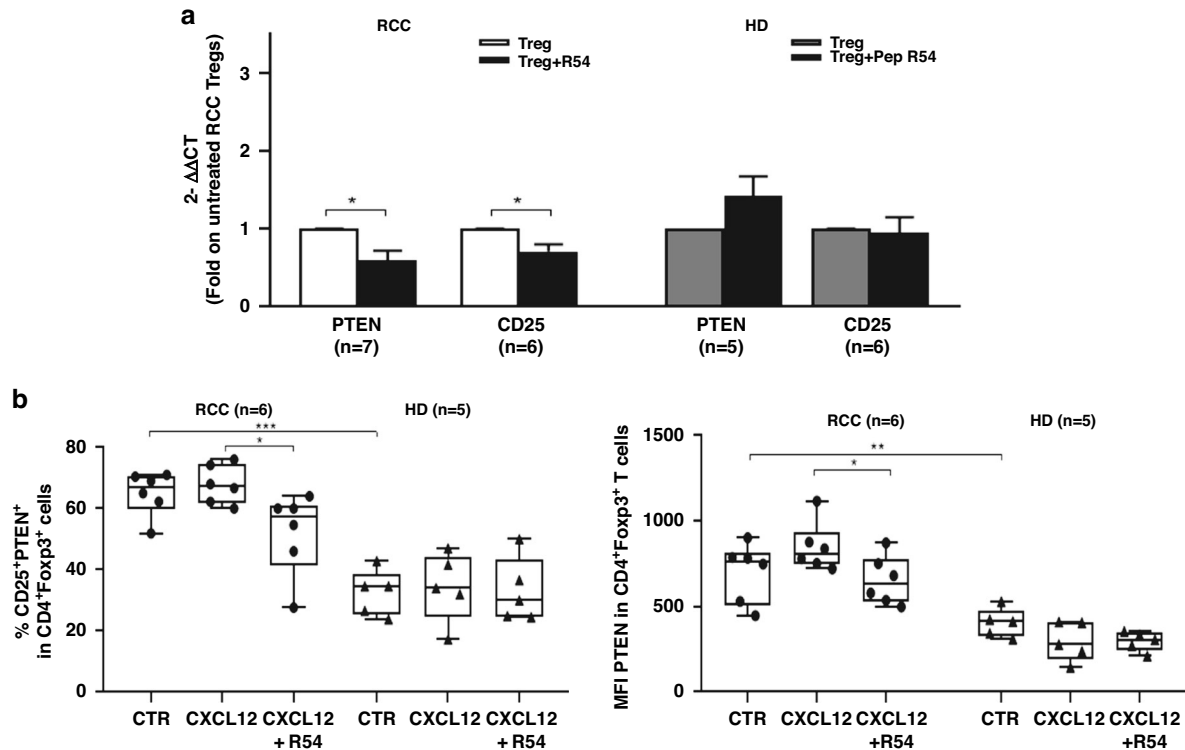 a
RCC
HD
Treg
Treg+R54
Treg
Treg+Pep R54
2- ΔΔCT
(Fold on untreated RCC Tregs)
3
2
1
0
*
*
PTEN
(n=7)
CD25
(n=6)
PTEN
(n=5)
CD25
(n=6)
b
RCC (n=6)
HD (n=5)
***
*
% CD25+PTEN+
in CD4+Foxp3+ cells
80
60
40
20
0
CTR
CXCL12
CXCL12
+ R54
CTR
CXCL12
CXCL12
+ R54
RCC (n=6)
HD (n=5)
**
*
MFI PTEN in CD4+Foxp3+ T cells
1500
1000
500
0
CTR
CXCL12
CXCL12
+R54
CTR
CXCL12
CXCL12
+R54